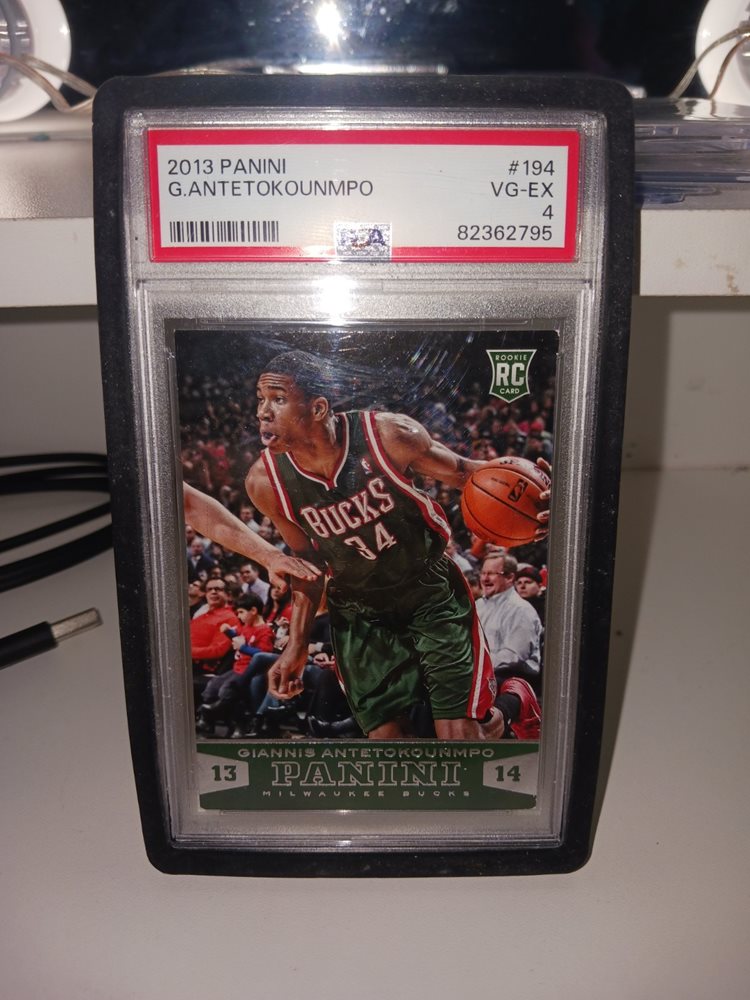 2013 PANINI #194
G.ANTETOKOUNMPO VG-EX
4
PSA 82362795
ROOKIE
RC
CARD
BUCKS
34
GIANNIS ANTETOKOUNMPO
13 PANINI 14
MILWAUKEE BUCKS